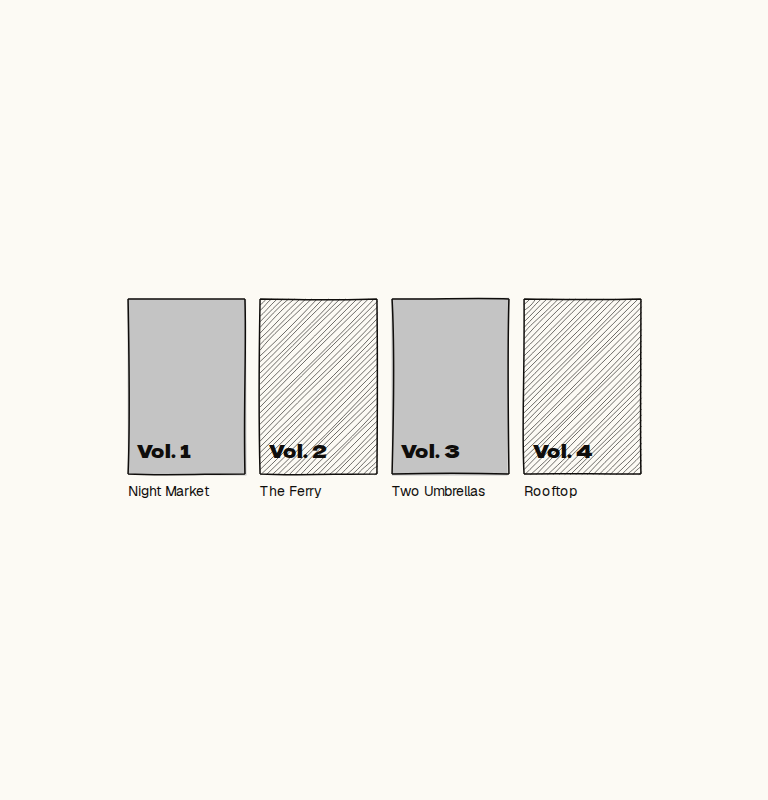 Vol. 1
Night Market
Vol. 2
The Ferry
Vol. 3
Two Umbrellas
Vol. 4
Rooftop